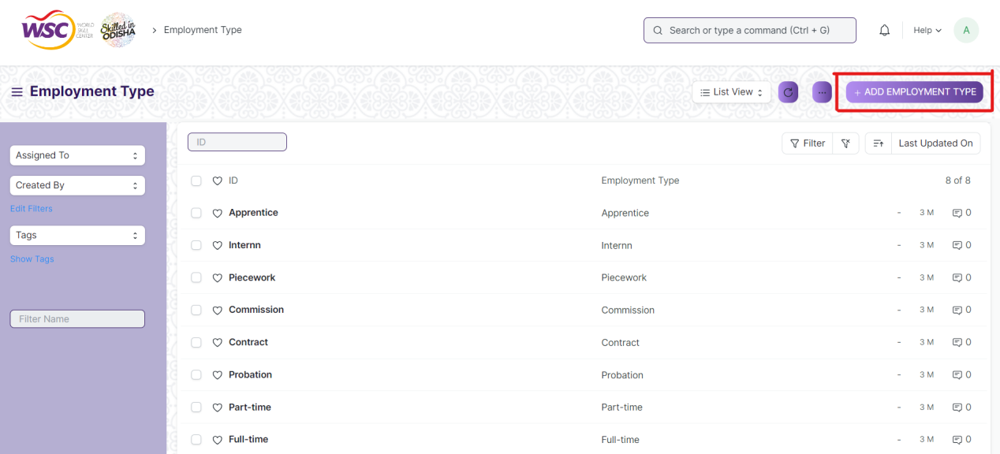 WSC WORLD SKILL CENTER Skilled in ODISHA > Employment Type Search or type a command (Ctrl + G) Help A
Employment Type List View ... + ADD EMPLOYMENT TYPE
Assigned To
Created By
Edit Filters
Tags
Show Tags
Filter Name
ID Filter Last Updated On
ID Employment Type 8 of 8
Apprentice Apprentice - 3 M 0
Internn Internn - 3 M 0
Piecework Piecework - 3 M 0
Commission Commission - 3 M 0
Contract Contract - 3 M 0
Probation Probation - 3 M 0
Part-time Part-time - 3 M 0
Full-time Full-time - 3 M 0